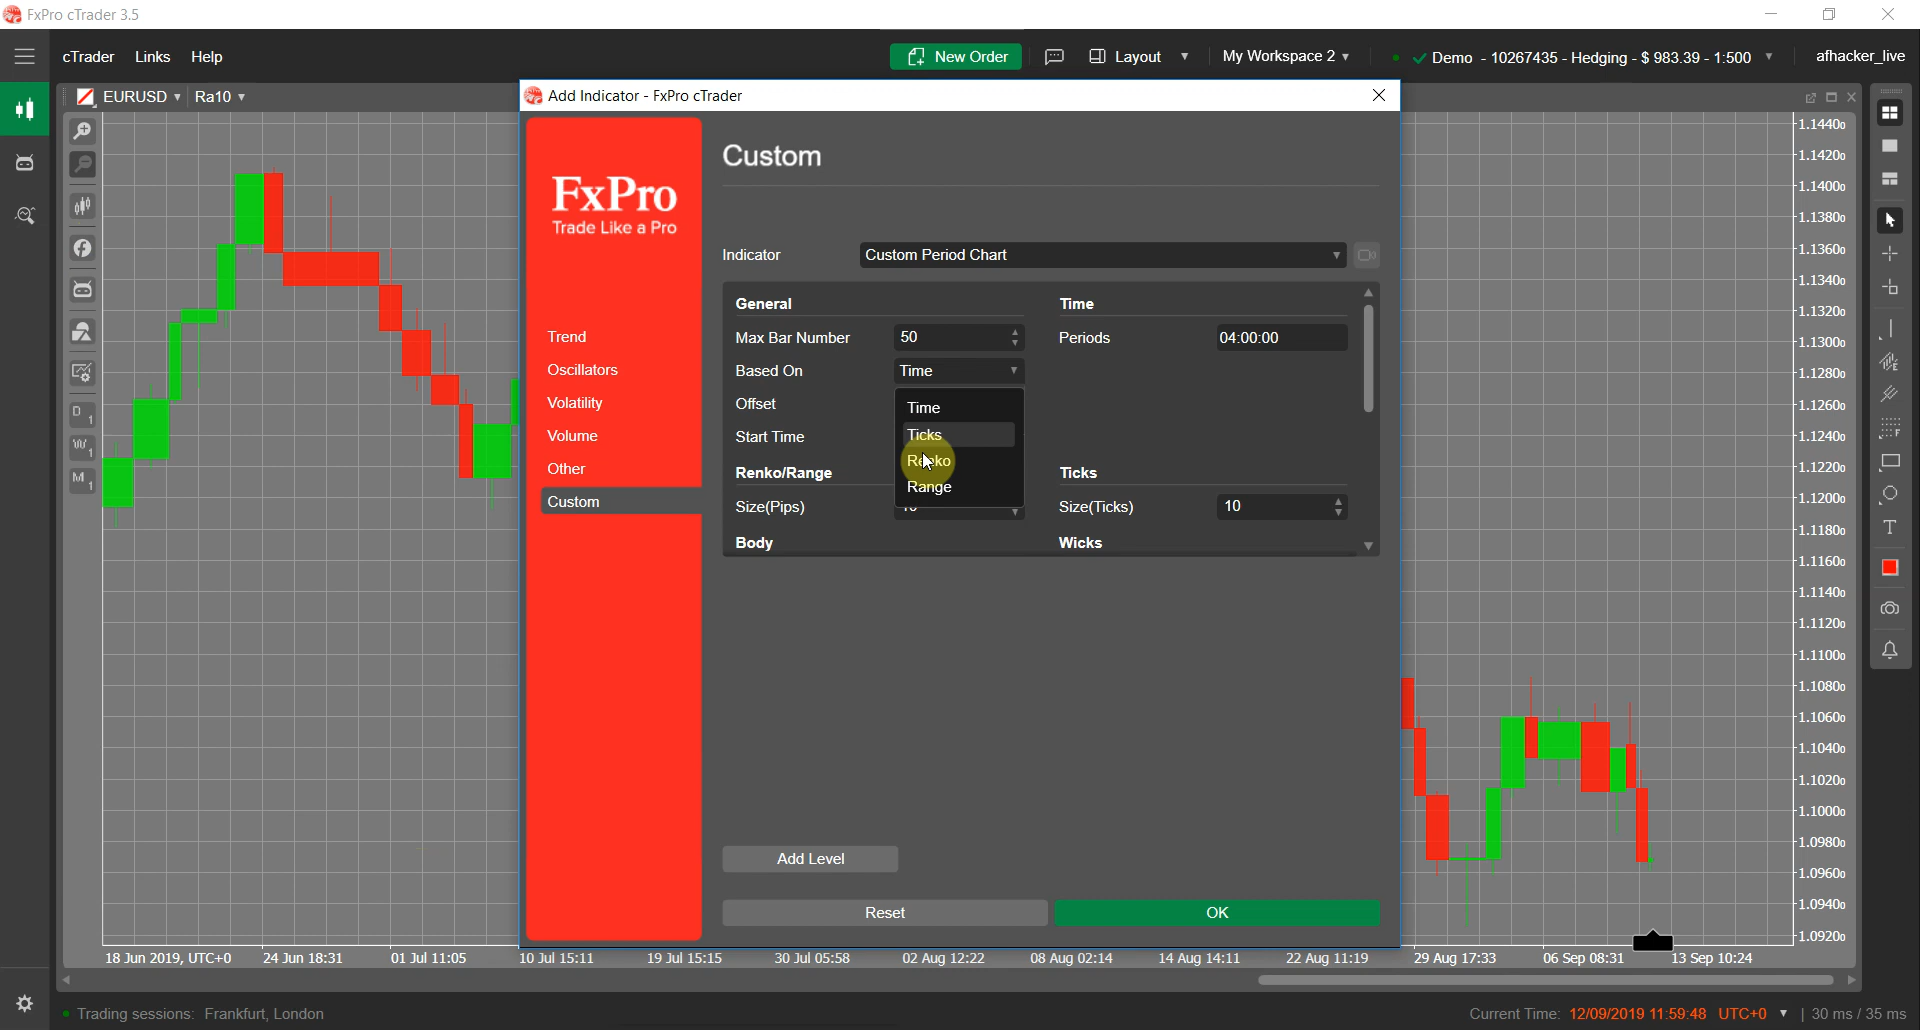 FxPro cTrader 3.5
cTrader Links Help
New Order
Layout
My Workspace 2
Demo - 10267435 - Hedging - $ 983.39 - 1:500
afhacker_live
EURUSD Ra10
Add Indicator - FxPro cTrader
FxPro
Trade Like a Pro
Trend
Oscillators
Volatility
Volume
Other
Custom
Custom
Indicator Custom Period Chart
General Time
Max Bar Number 50 Periods 04:00:00
Based On Time
Offset
Start Time
Time
Ticks
Renko
Range
Renko/Range Ticks
Size(Pips) Size(Ticks) 10
Body Wicks
Add Level
Reset OK
D1
W1
M1
T
1.1440₀
1.1420₀
1.1400₀
1.1380₀
1.1360₀
1.1340₀
1.1320₀
1.1300₀
1.1280₀
1.1260₀
1.1240₀
1.1220₀
1.1200₀
1.1180₀
1.1160₀
1.1140₀
1.1120₀
1.1100₀
1.1080₀
1.1060₀
1.1040₀
1.1020₀
1.1000₀
1.0980₀
1.0960₀
1.0940₀
1.0920₀
18 Jun 2019, UTC+0 24 Jun 18:31 01 Jul 11:05 10 Jul 15:11 19 Jul 15:15 30 Jul 05:58 02 Aug 12:22 08 Aug 02:14 14 Aug 14:11 22 Aug 11:19 29 Aug 17:33 06 Sep 08:31 13 Sep 10:24
Trading sessions: Frankfurt, London
Current Time: 12/09/2019 11:59:48 UTC+0 | 30 ms / 35 ms